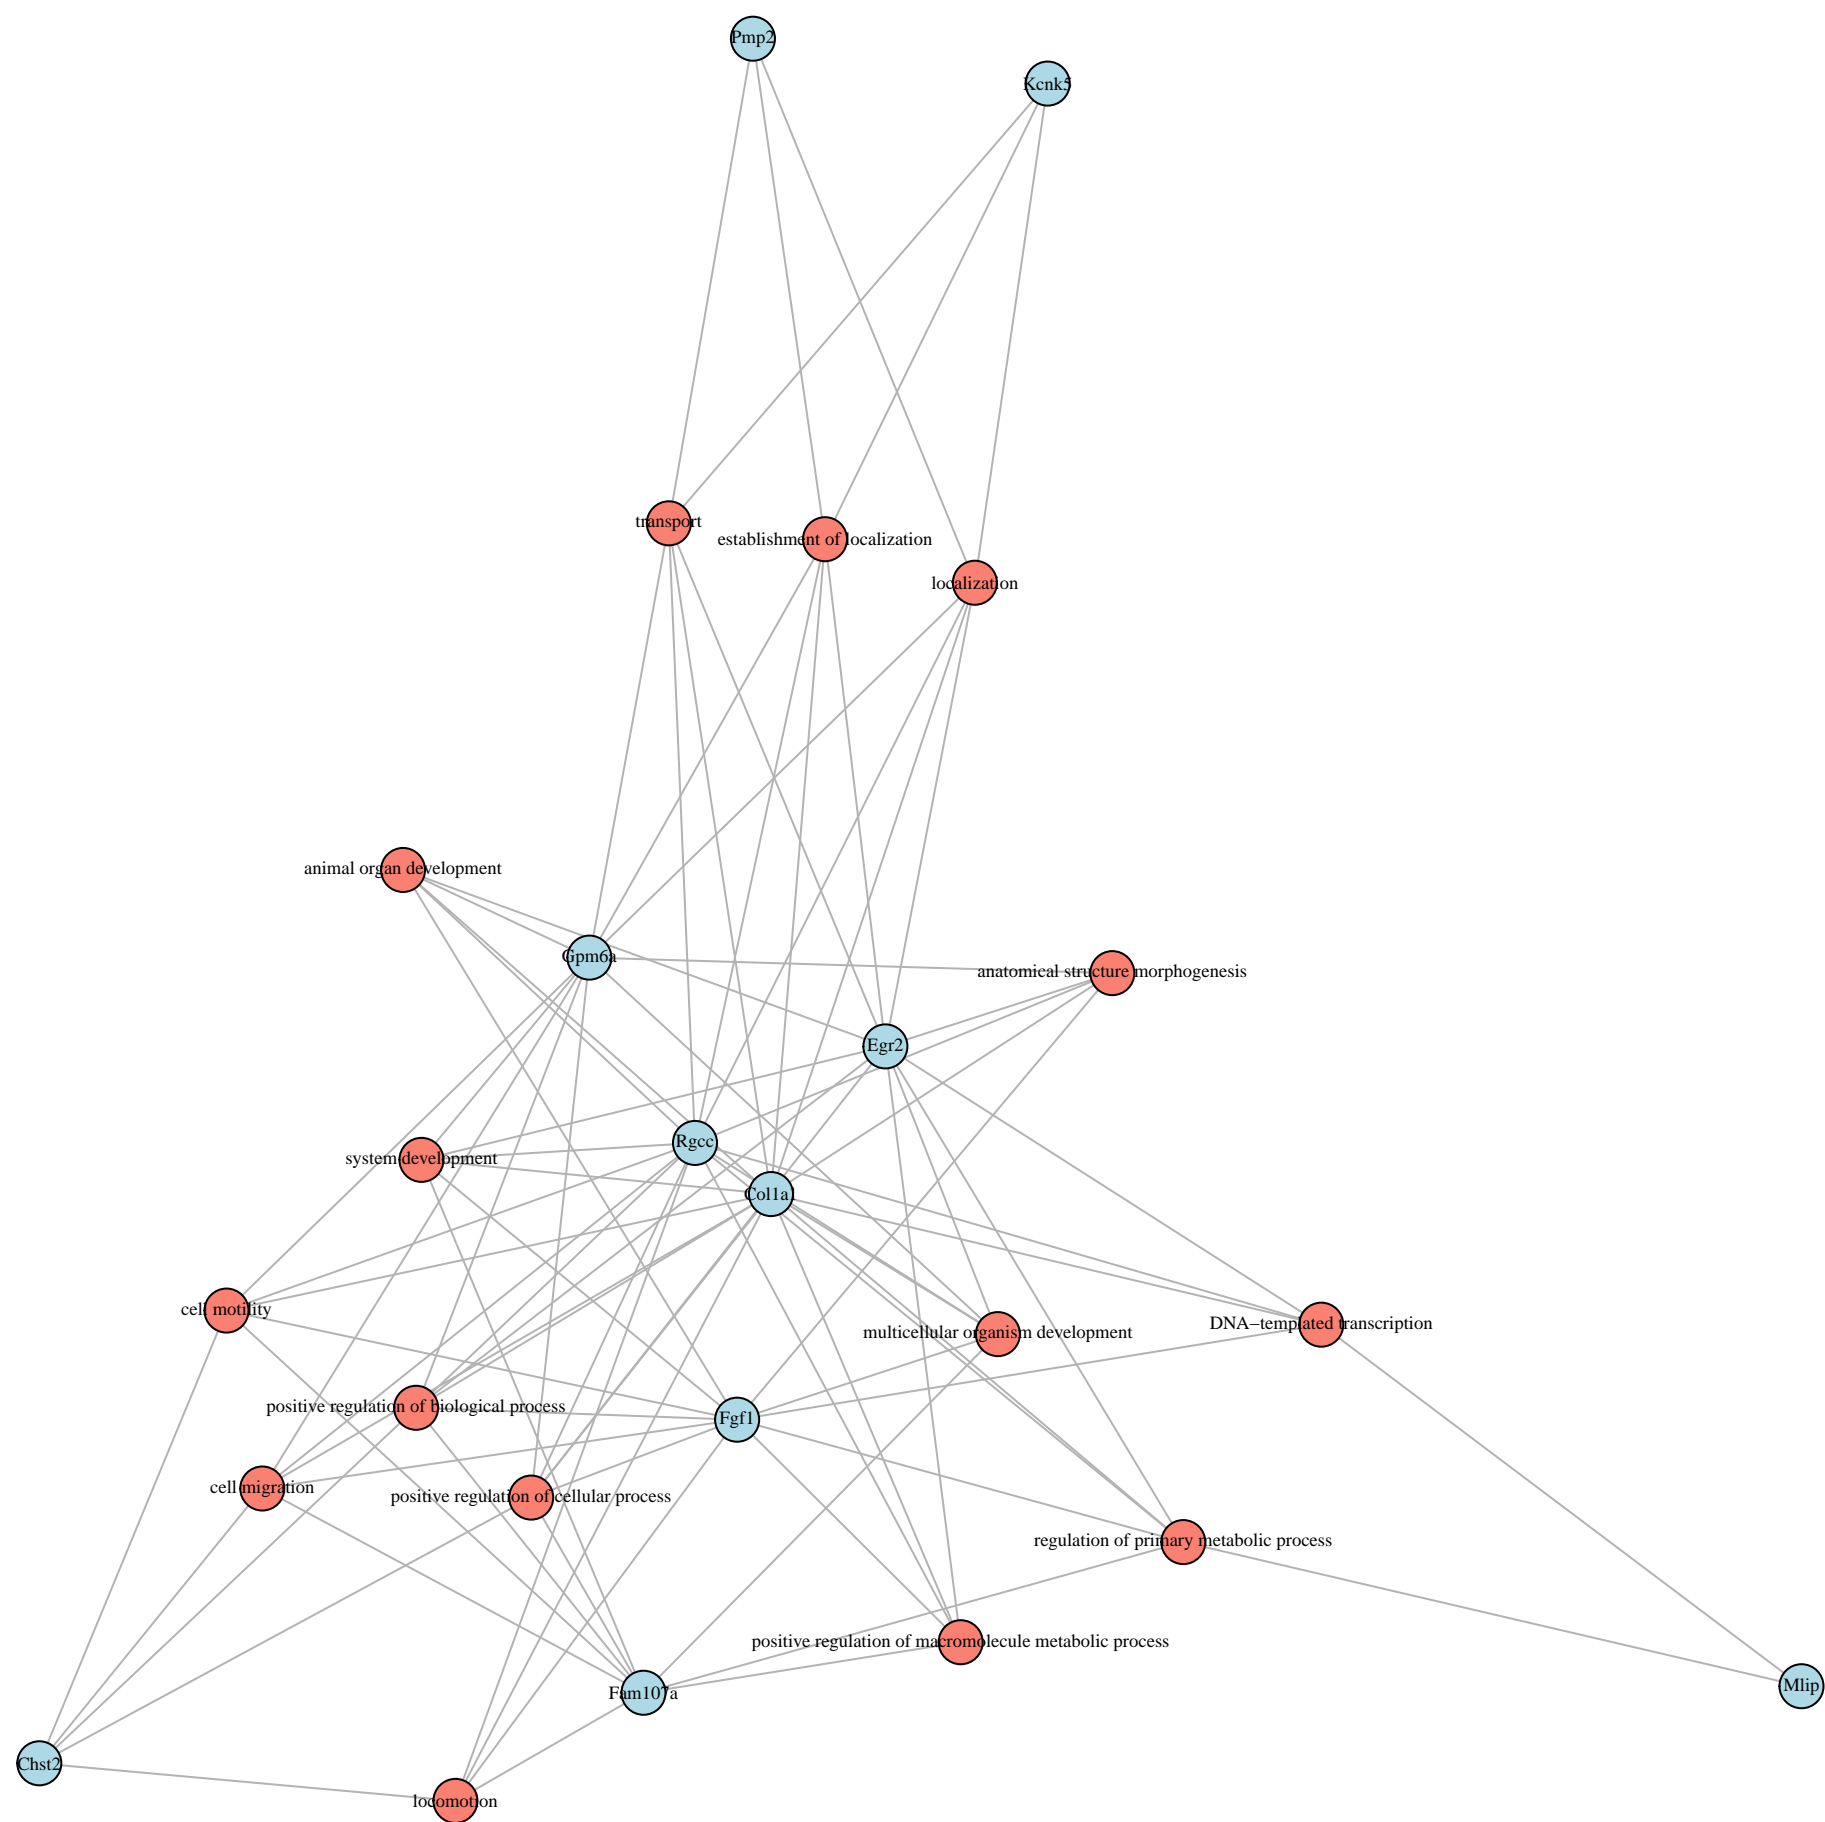 Pmp2
Kcnk5
transport
establishment of localization
localization
animal organ development
Gpm6a
anatomical structure morphogenesis
Egr2
Rgcc
system development
Col1a1
cell motility
DNA−templated transcription
multicellular organism development
positive regulation of biological process
Fgf1
cell migration
positive regulation of cellular process
regulation of primary metabolic process
positive regulation of macromolecule metabolic process
Mlip
Fam107a
Chst2
locomotion